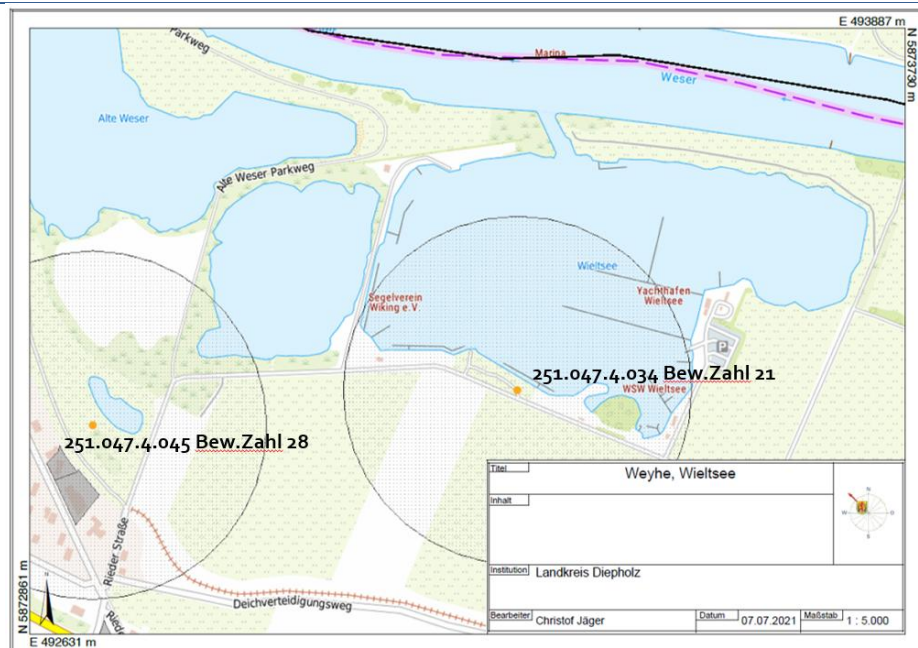 E 493887 m
N 5873730 m
Parkweg
Marina
Weser
Alte Weser
Alte Weser Parkweg
Wieltsee
Segelverein
Wiking e.V.
Yachthafen
Wieltsee
P
251.047.4.034 Bew.Zahl 21
WSW Wieltsee
251.047.4.045 Bew.Zahl 28
Rieder Straße
Deichverteidigungsweg
Titel
Weyhe, Wieltsee
Inhalt
N
W
O
S
Institution
Landkreis Diepholz
Bearbeiter
Christof Jäger
Datum
07.07.2021
Maßstab
1 : 5.000
N 5872861 m
E 492631 m